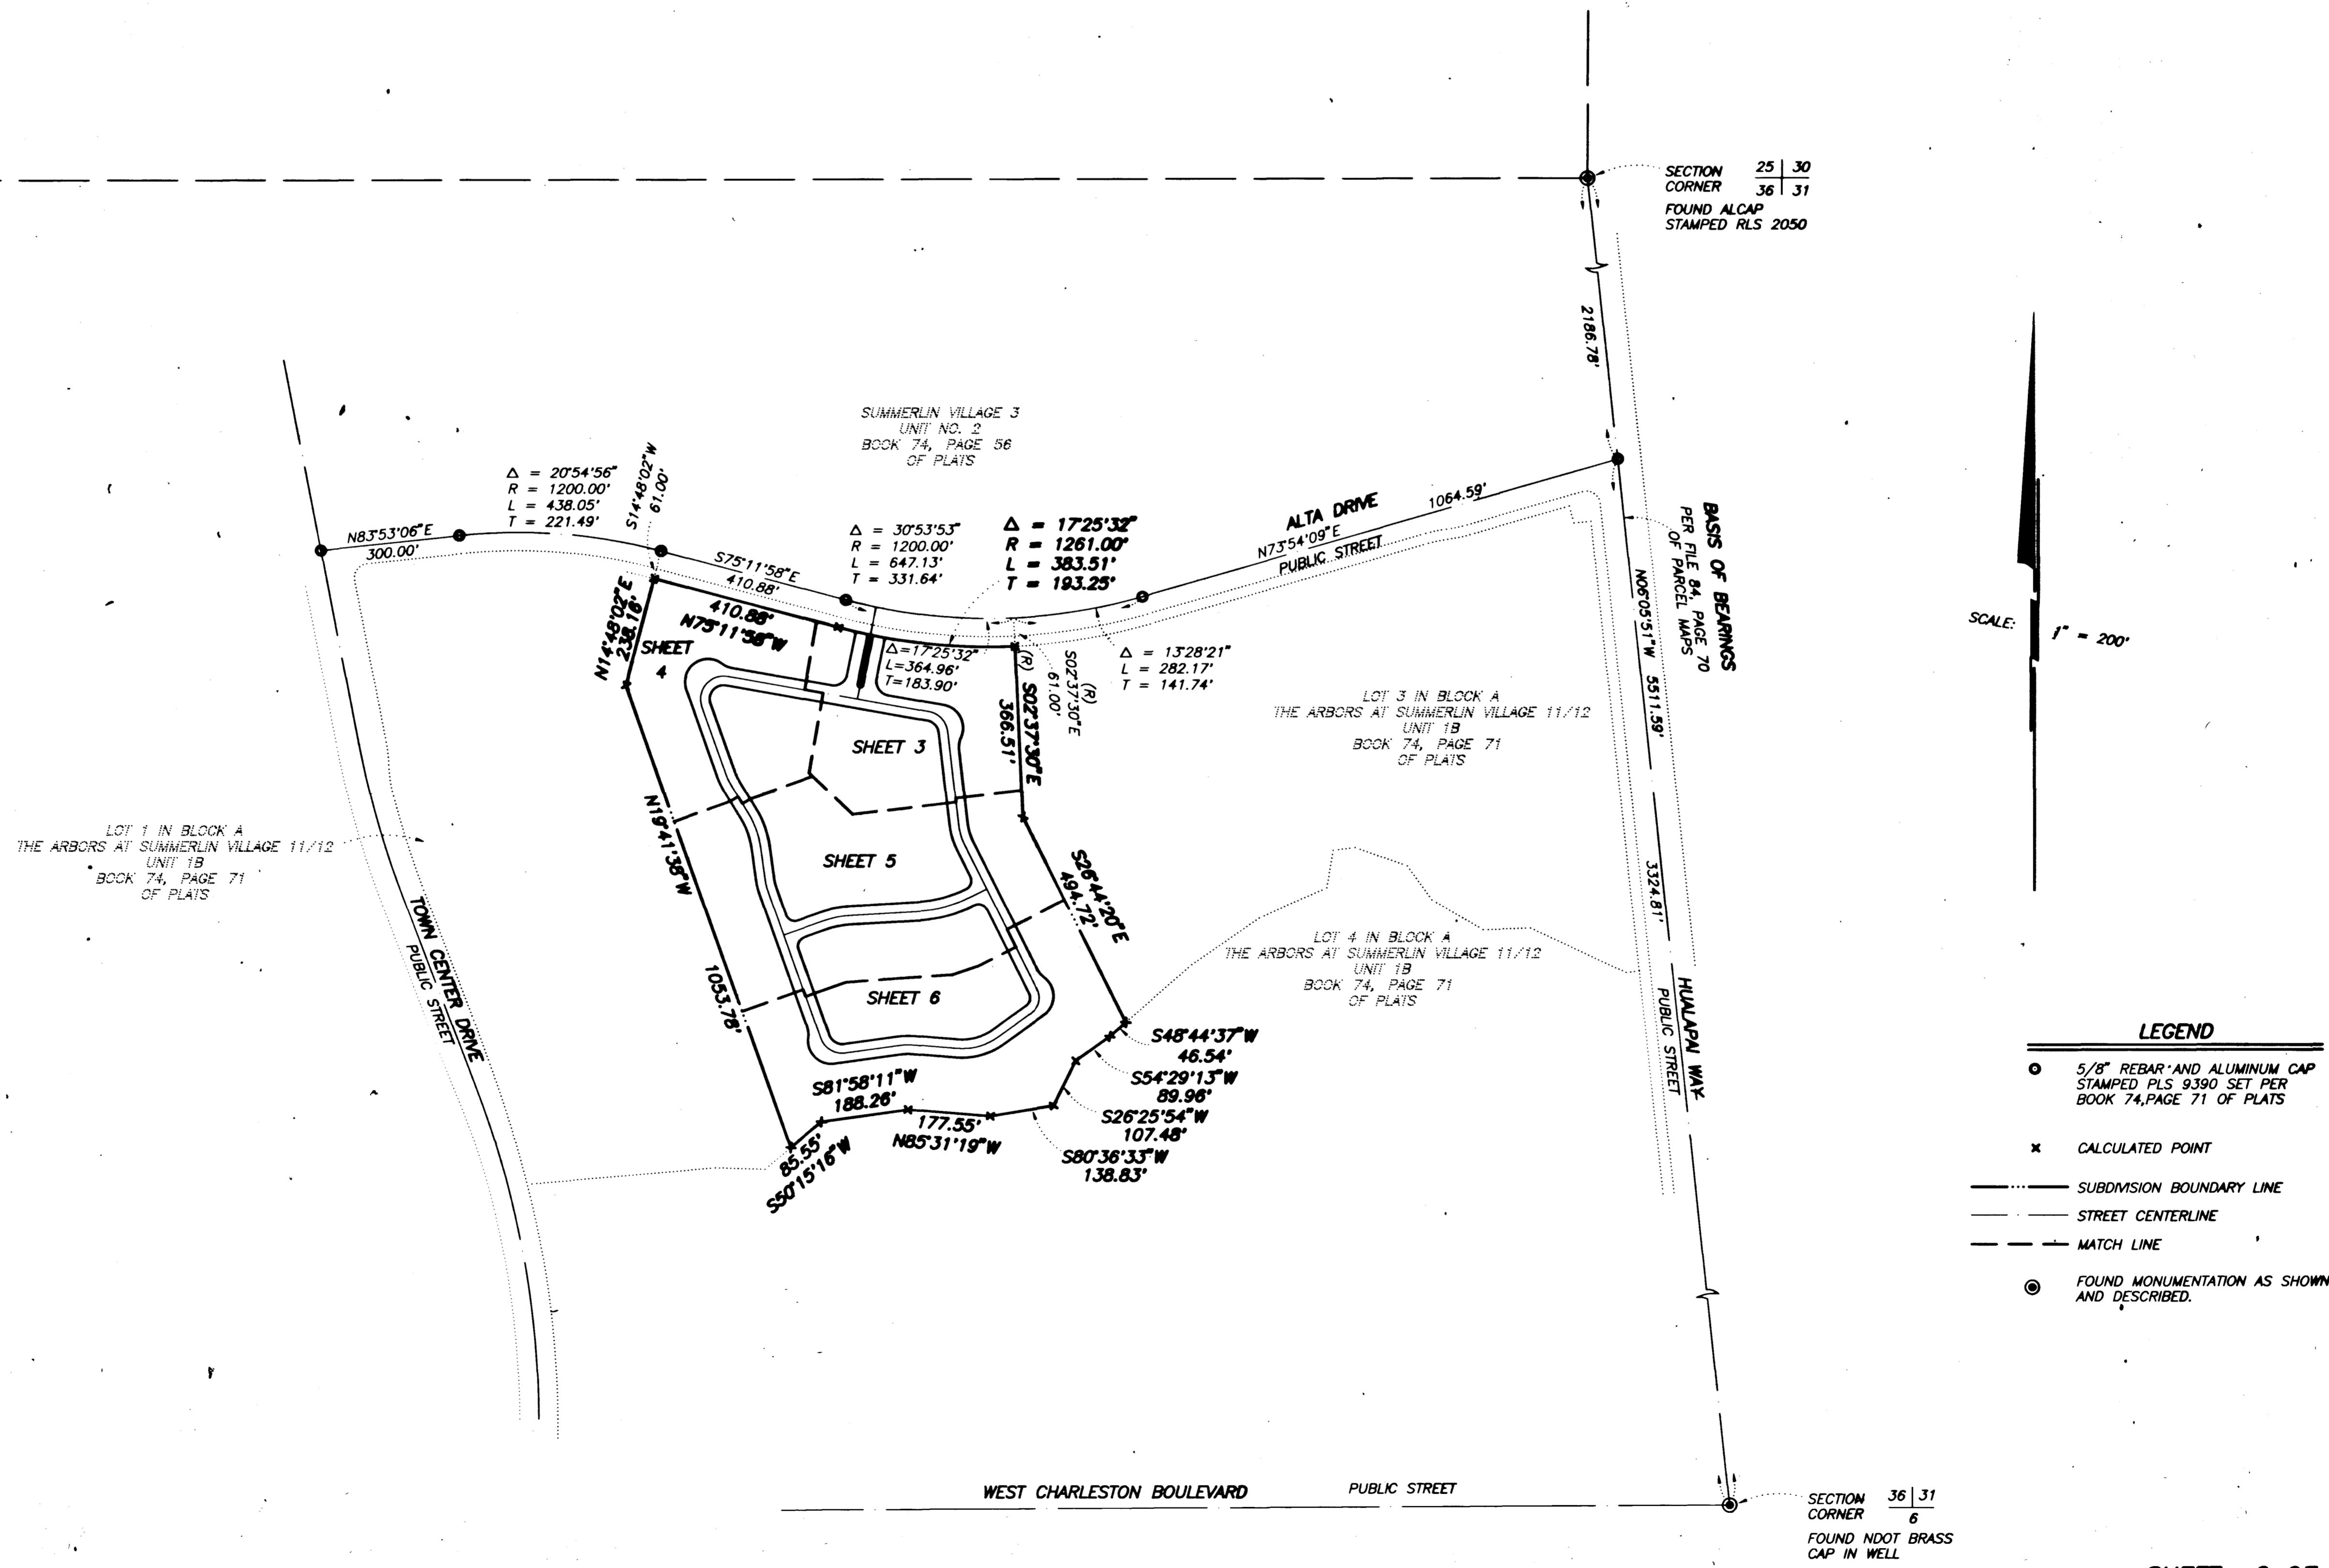 SECTION 25 | 30
CORNER 36 | 31
FOUND ALCAP
STAMPED RLS 2050
2186.78'
SUMMERLIN VILLAGE 3
UNIT NO. 2
BOOK 74, PAGE 56
OF PLATS
Δ = 20°54'56"
R = 1200.00'
L = 438.05'
T = 221.49'
S14°48'02"W
61.00'
N83°53'06"E
300.00'
S75°11'58"E
410.88'
Δ = 30°53'53"
R = 1200.00'
L = 647.13'
T = 331.64'
Δ = 17°25'32"
R = 1261.00'
L = 383.51'
T = 193.25'
ALTA DRIVE
1064.59'
N73°54'09"E
PUBLIC STREET
BASIS OF BEARINGS
PER FILE 84, PAGE 70
OF PARCEL MAPS
N06°05'51"W 5511.59'
SCALE: 1" = 200'
N14°48'02"E
238.16'
410.88'
N75°11'58"W
SHEET
4
Δ=17°25'32"
L=364.96'
T=183.90'
(R) S02°37'30"E
366.51'
(R)
S02°37'30"E
61.00'
Δ = 13°28'21"
L = 282.17'
T = 141.74'
LOT 3 IN BLOCK A
THE ARBORS AT SUMMERLIN VILLAGE 11/12
UNIT 1B
BOOK 74, PAGE 71
OF PLATS
SHEET 3
LOT 1 IN BLOCK A
THE ARBORS AT SUMMERLIN VILLAGE 11/12
UNIT 1B
BOOK 74, PAGE 71
OF PLATS
N19°41'38"W
1053.78'
SHEET 5
S26°44'20"E
494.72'
3324.81'
TOWN CENTER DRIVE
PUBLIC STREET
LOT 4 IN BLOCK A
THE ARBORS AT SUMMERLIN VILLAGE 11/12
UNIT 1B
BOOK 74, PAGE 71
OF PLATS
SHEET 6
HUALAPAI WAY
PUBLIC STREET
S48°44'37"W
46.54'
S54°29'13"W
89.96'
S26°25'54"W
107.48'
S80°36'33"W
138.83'
S81°58'11"W
188.26'
177.55'
N85°31'19"W
85.55'
S50°15'16"W
LEGEND
5/8" REBAR AND ALUMINUM CAP
STAMPED PLS 9390 SET PER
BOOK 74,PAGE 71 OF PLATS
CALCULATED POINT
SUBDIVISION BOUNDARY LINE
STREET CENTERLINE
MATCH LINE
FOUND MONUMENTATION AS SHOWN
AND DESCRIBED.
WEST CHARLESTON BOULEVARD PUBLIC STREET
SECTION 36 | 31
CORNER 6
FOUND NDOT BRASS
CAP IN WELL